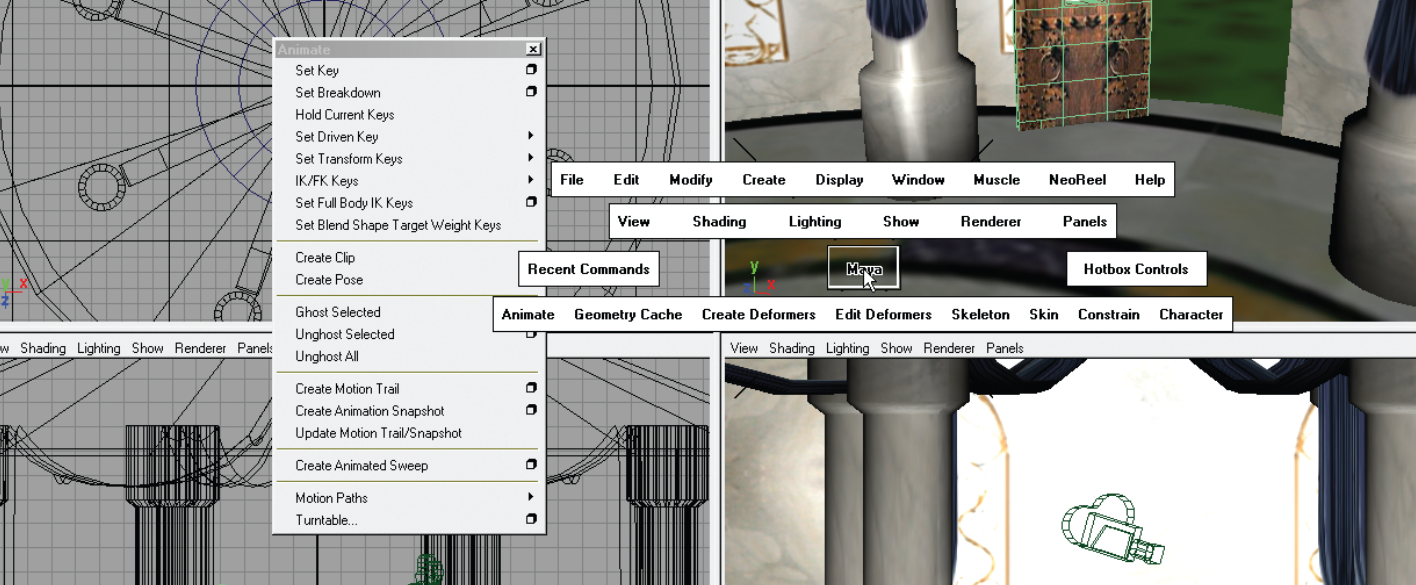 Animate
Set Key
Set Breakdown
Hold Current Keys
Set Driven Key
Set Transform Keys
IK/FK Keys
Set Full Body IK Keys
Set Blend Shape Target Weight Keys
Create Clip
Create Pose
Ghost Selected
Unghost Selected
Unghost All
Create Motion Trail
Create Animation Snapshot
Update Motion Trail/Snapshot
Create Animated Sweep
Motion Paths
Turntable...
File Edit Modify Create Display Window Muscle NeoReel Help
View Shading Lighting Show Renderer Panels
Recent Commands Maya Hotbox Controls
Animate Geometry Cache Create Deformers Edit Deformers Skeleton Skin Constrain Character
y x z
y x z
Shading Lighting Show Renderer Panels
View Shading Lighting Show Renderer Panels